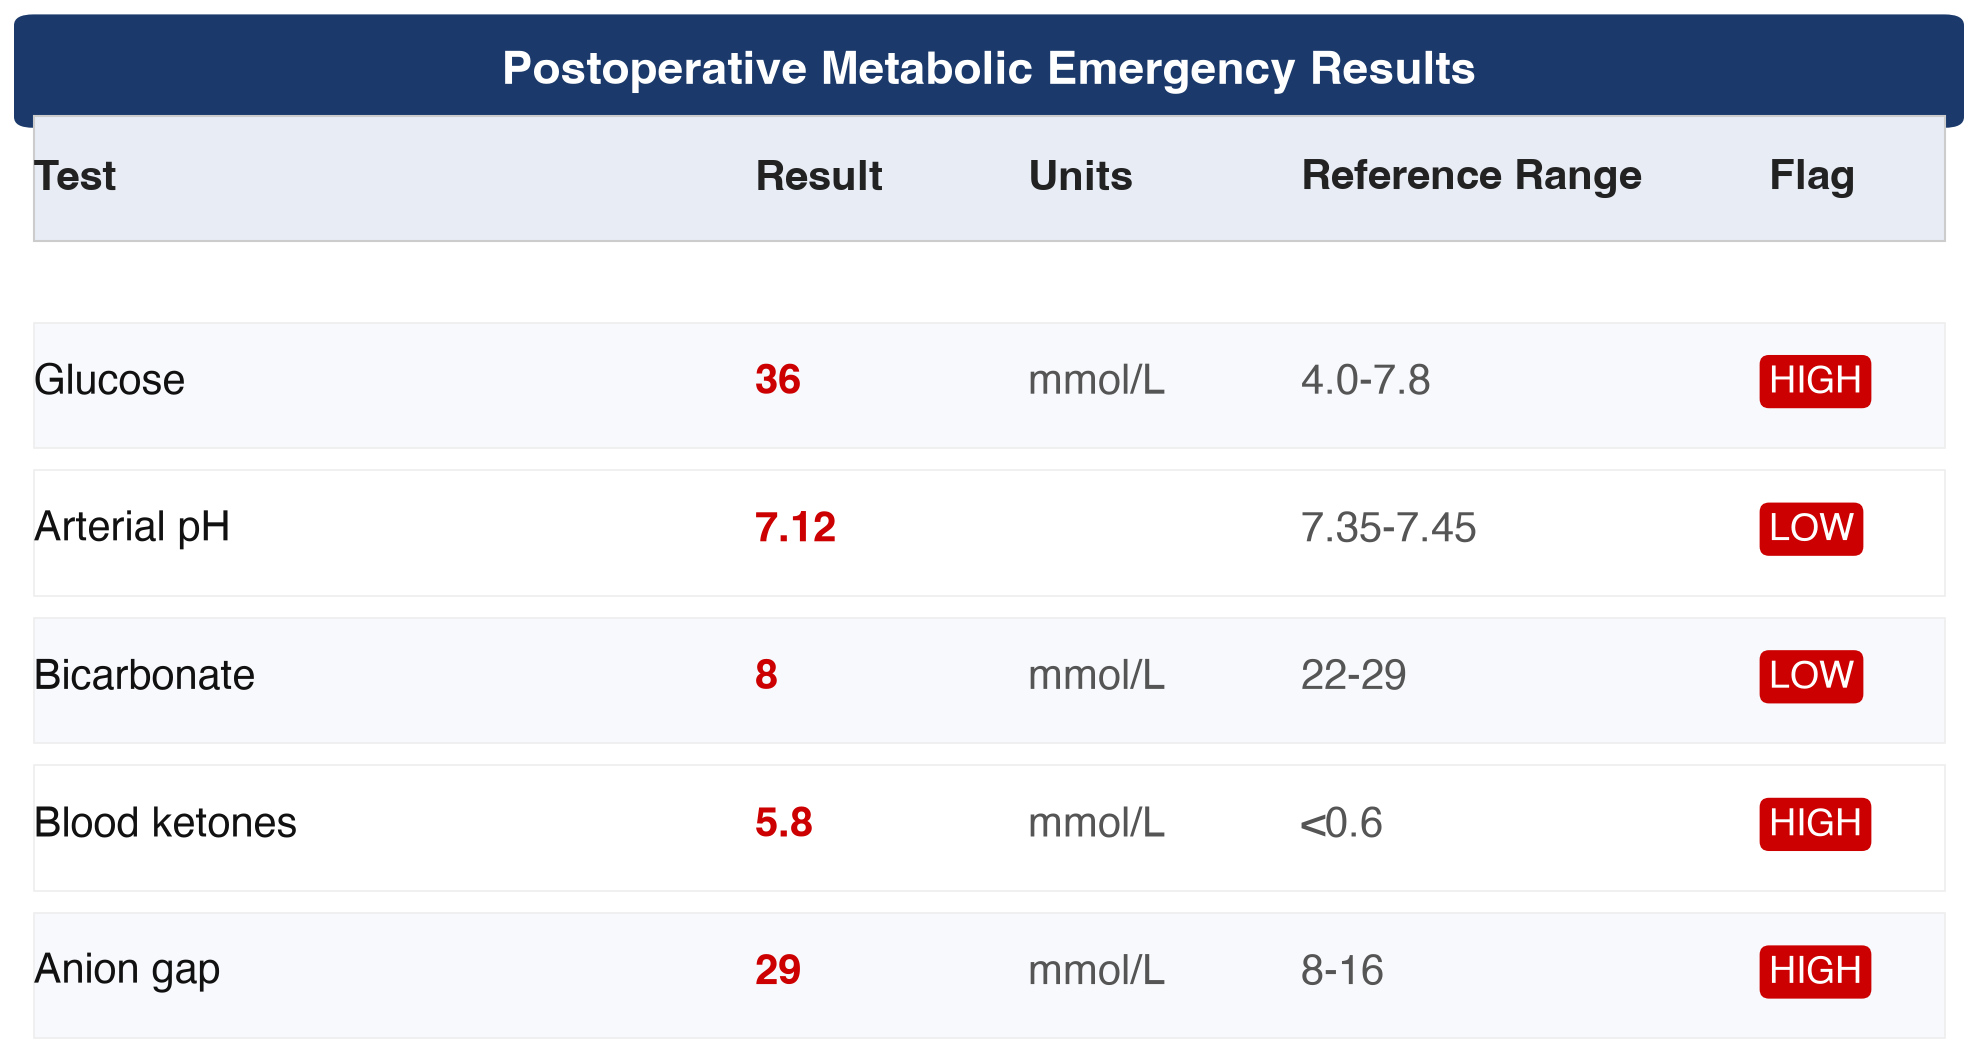 Postoperative Metabolic Emergency Results
Test Result Units Reference Range Flag
Glucose 36 mmol/L 4.0-7.8 HIGH
Arterial pH 7.12 7.35-7.45 LOW
Bicarbonate 8 mmol/L 22-29 LOW
Blood ketones 5.8 mmol/L <0.6 HIGH
Anion gap 29 mmol/L 8-16 HIGH